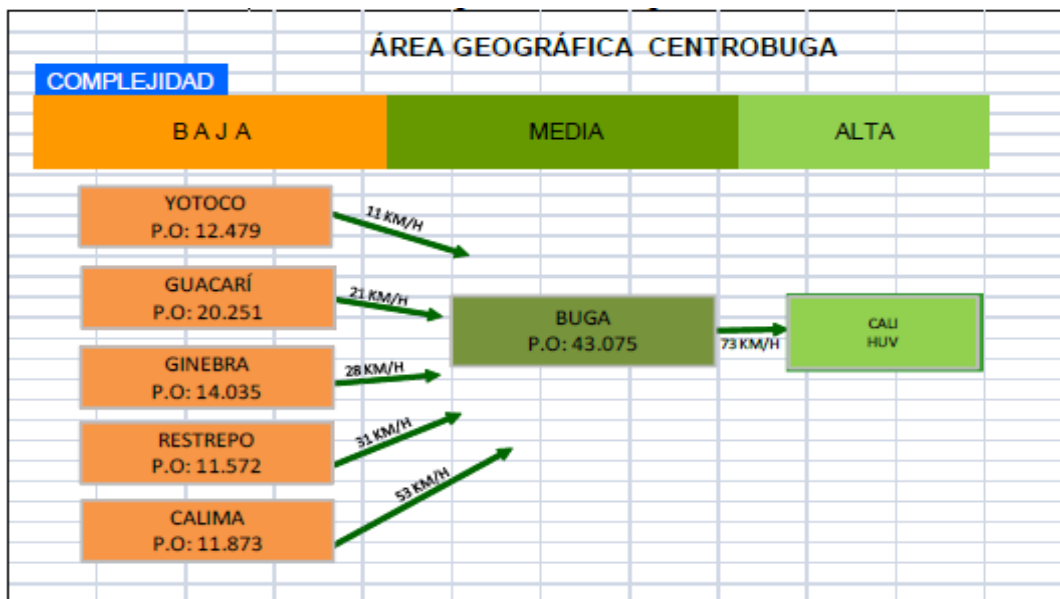 ÁREA GEOGRÁFICA CENTROBUGA
COMPLEJIDAD
BAJA
MEDIA
ALTA
YOTOCO
P.O: 12.479
11 KM/H
GUACARÍ
P.O: 20.251
21 KM/H
GINEBRA
P.O: 14.035
28 KM/H
RESTREPO
P.O: 11.572
31 KM/H
CALIMA
P.O: 11.873
53 KM/H
BUGA
P.O: 43.075
73 KM/H
CALI
HUV